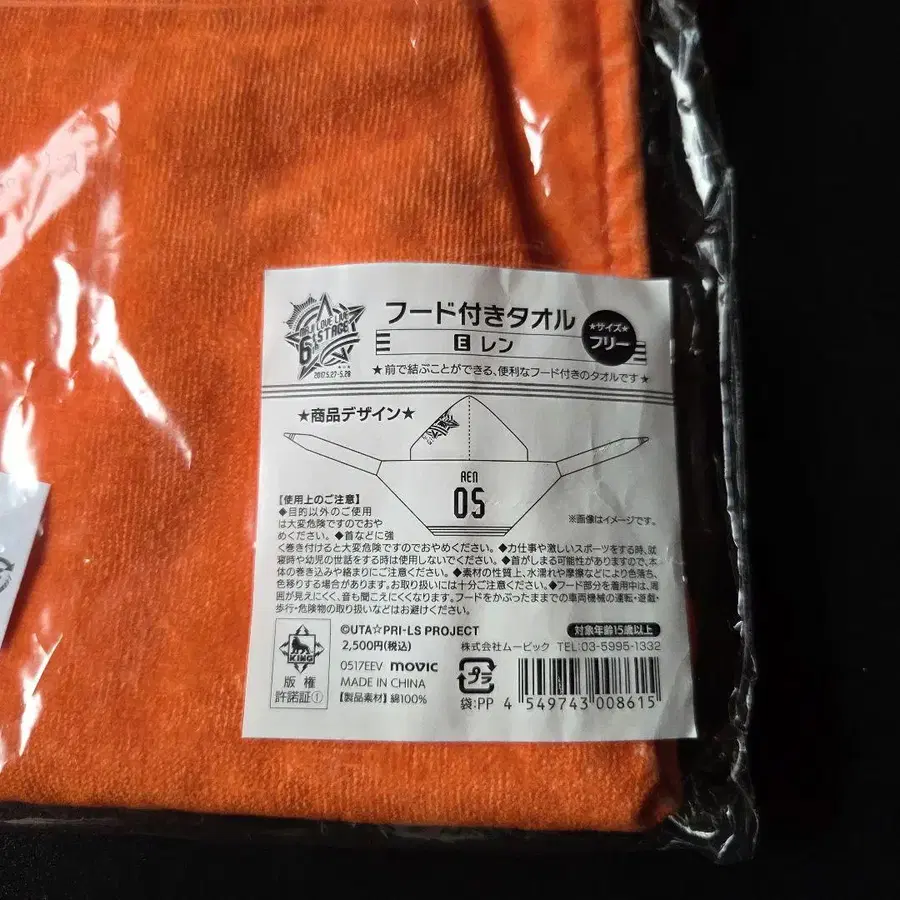 MAJI LOVE LIVE
6th STAGE
2017.5.27-5.28
フード付きタオル
E レン
★サイズ★
フリー
★前で結ぶことができる、便利なフード付きのタオルです★
★商品デザイン★
REN
05
【使用上のご注意】
※画像はイメージです。
◆目的以外のご使用
は大変危険ですのでおや
めください。◆首などに強
く巻き付けると大変危険ですのでおやめください。◆力仕事や激しいスポーツをする時、就
寝時や幼児の世話をする時は使用しないでください。◆首がしまる可能性がありますので、本
体の巻き込みや絡まりにご注意ください。◆素材の性質上、水濡れや摩擦などにより色落ち、
色移りする場合があります。お取り扱いには十分ご注意ください。◆フード部分を着用中は、周
囲が見えにくく、音も聞こえにくくなります。フードをかぶったままでの車両機械の運転・遊戯・
歩行・危険物の取り扱いなどはお避けください。
©UTA☆PRI-LS PROJECT
対象年齢15歳以上
2,500円(税込)
株式会社ムービック TEL:03-5995-1332
KING
版権
許諾証①
0517EEV movic
MADE IN CHINA
【製品素材】綿100%
プラ
袋:PP
4 549743 008615